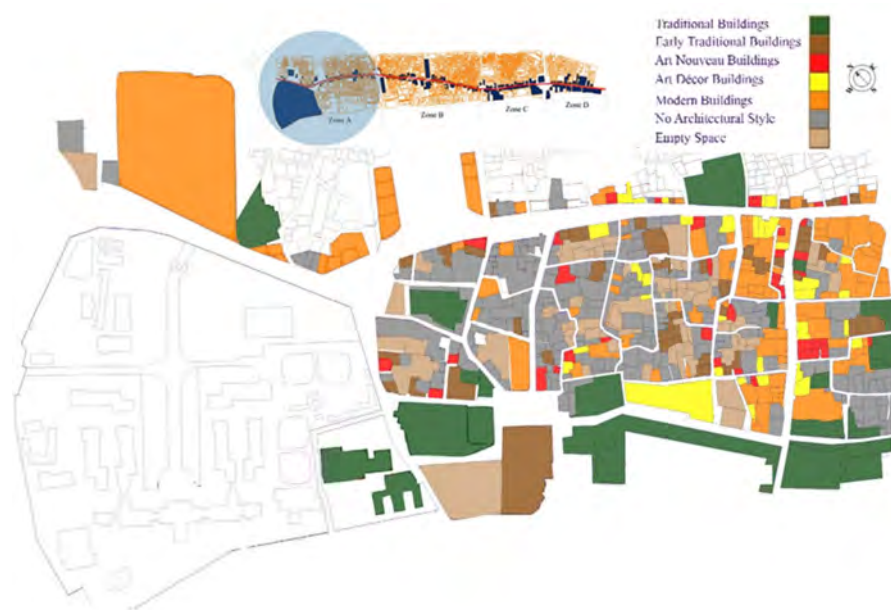 Traditional Buildings
Early Traditional Buildings
Art Nouveau Buildings
Art Décor Buildings
Modern Buildings
No Architectural Style
Empty Space
Zone A
Zone B
Zone C
Zone D